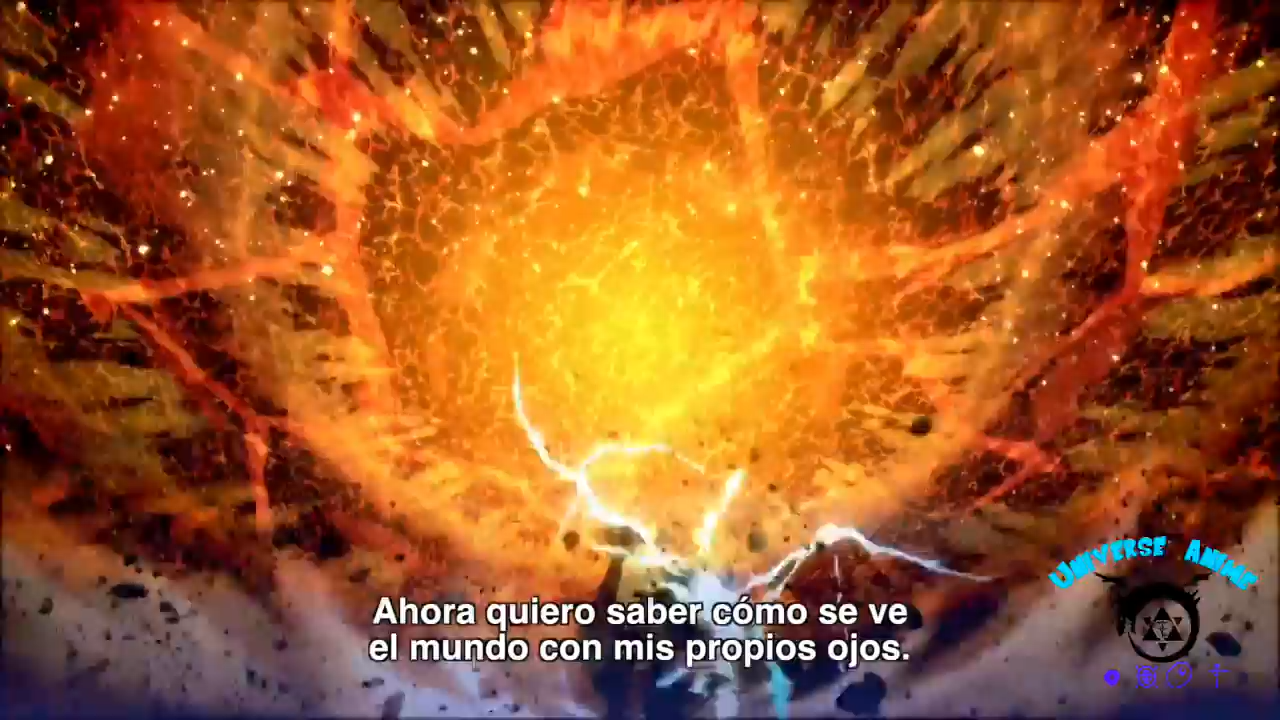 Universe Anime
Ahora quiero saber cómo se ve
el mundo con mis propios ojos.